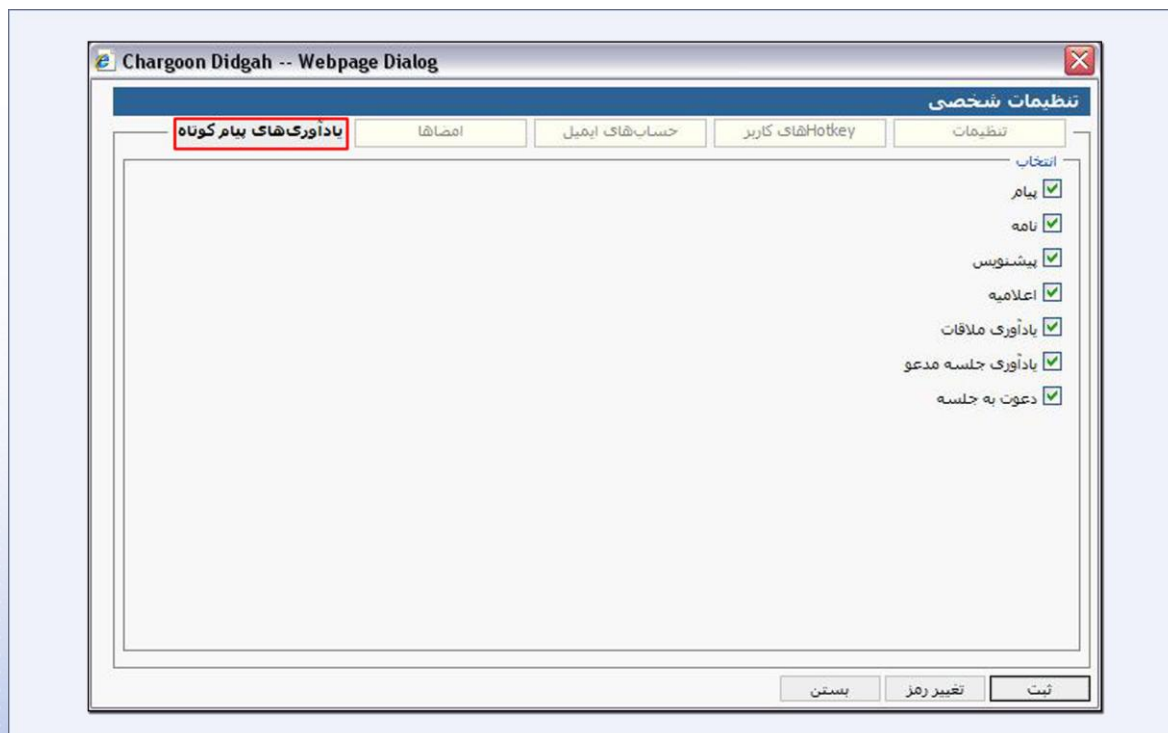 Chargoon Didgah -- Webpage Dialog
تنظیمات شخصی
تنظیمات
Hotkeyهای کاربر
حساب‌های ایمیل
امضاها
یادآوری‌های پیام کوتاه
انتخاب
پیام
نامه
پیشنویس
اعلامیه
یادآوری ملاقات
یادآوری جلسه مدعو
دعوت به جلسه
ثبت
تغییر رمز
بستن